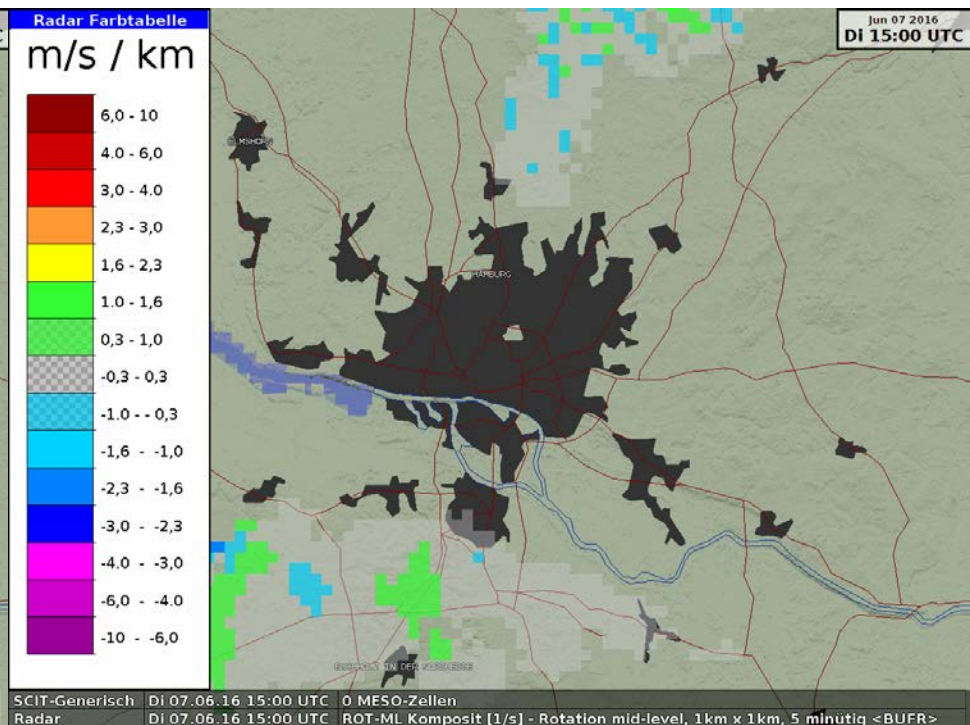 Radar Farbtabelle
m/s / km
6,0 - 10
4.0 - 6,0
3,0 - 4.0
2,3 - 3,0
1,6 - 2,3
1.0 - 1,6
0,3 - 1,0
-0,3 - 0,3
-1.0 - - 0,3
-1,6 - -1,0
-2,3 - -1,6
-3,0 - -2,3
-4.0 - -3,0
-6,0 - -4.0
-10 - -6,0
Jun 07 2016
Di 15:00 UTC
ELMSHORN
HAMBURG
BUCHHOLZ IN DER NORDHEIDE
SCIT-Generisch Di 07.06.16 15:00 UTC 0 MESO-Zellen
Radar Di 07.06.16 15:00 UTC ROT-ML Komposit [1/s] - Rotation mid-level, 1km x 1km, 5 minütig <BUFR>